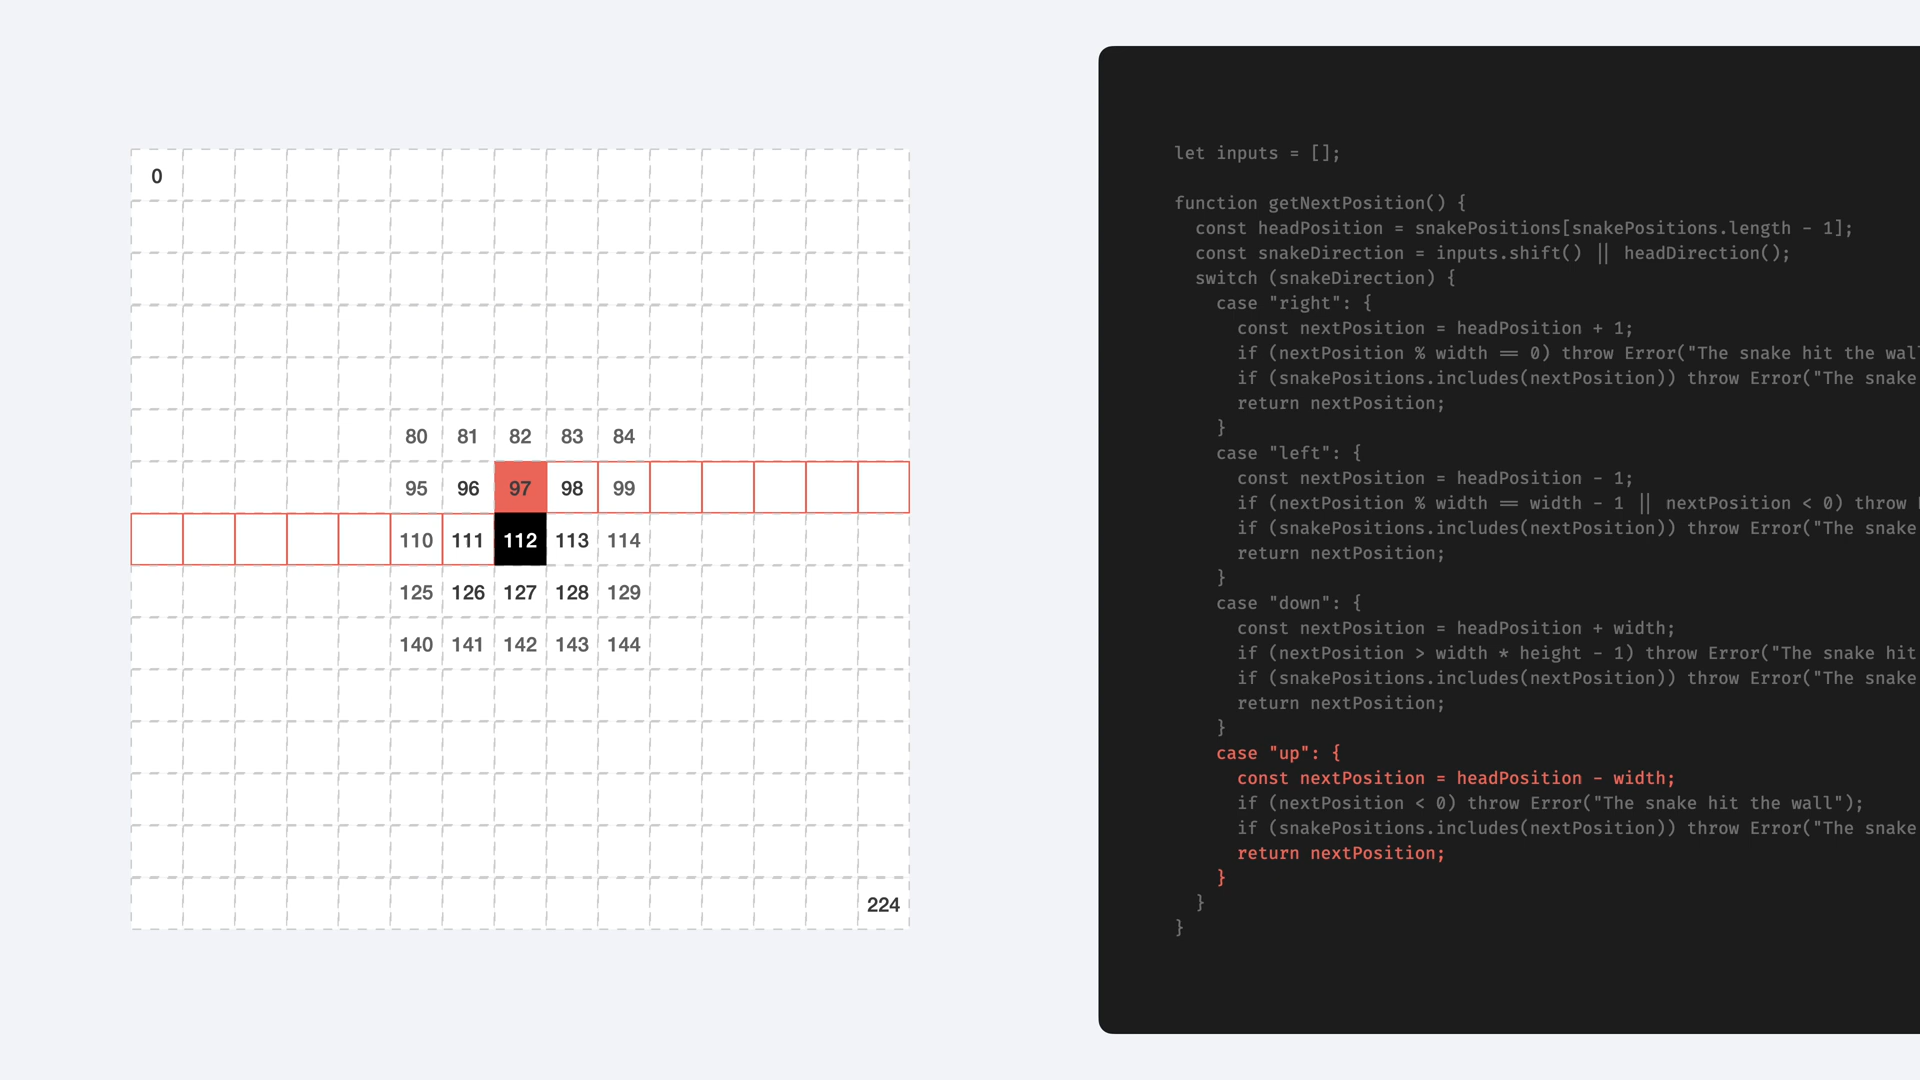 0
80 81 82 83 84
95 96 97 98 99
110 111 112 113 114
125 126 127 128 129
140 141 142 143 144
224
let inputs = [];
function getNextPosition() {
const headPosition = snakePositions[snakePositions.length - 1];
const snakeDirection = inputs.shift() || headDirection();
switch (snakeDirection) {
case "right": {
const nextPosition = headPosition + 1;
if (nextPosition % width == 0) throw Error("The snake hit the wal
if (snakePositions.includes(nextPosition)) throw Error("The snake
return nextPosition;
}
case "left": {
const nextPosition = headPosition - 1;
if (nextPosition % width == width - 1 || nextPosition < 0) throw
if (snakePositions.includes(nextPosition)) throw Error("The snake
return nextPosition;
}
case "down": {
const nextPosition = headPosition + width;
if (nextPosition > width * height - 1) throw Error("The snake hit
if (snakePositions.includes(nextPosition)) throw Error("The snake
return nextPosition;
}
case "up": {
const nextPosition = headPosition - width;
if (nextPosition < 0) throw Error("The snake hit the wall");
if (snakePositions.includes(nextPosition)) throw Error("The snake
return nextPosition;
}
}
}